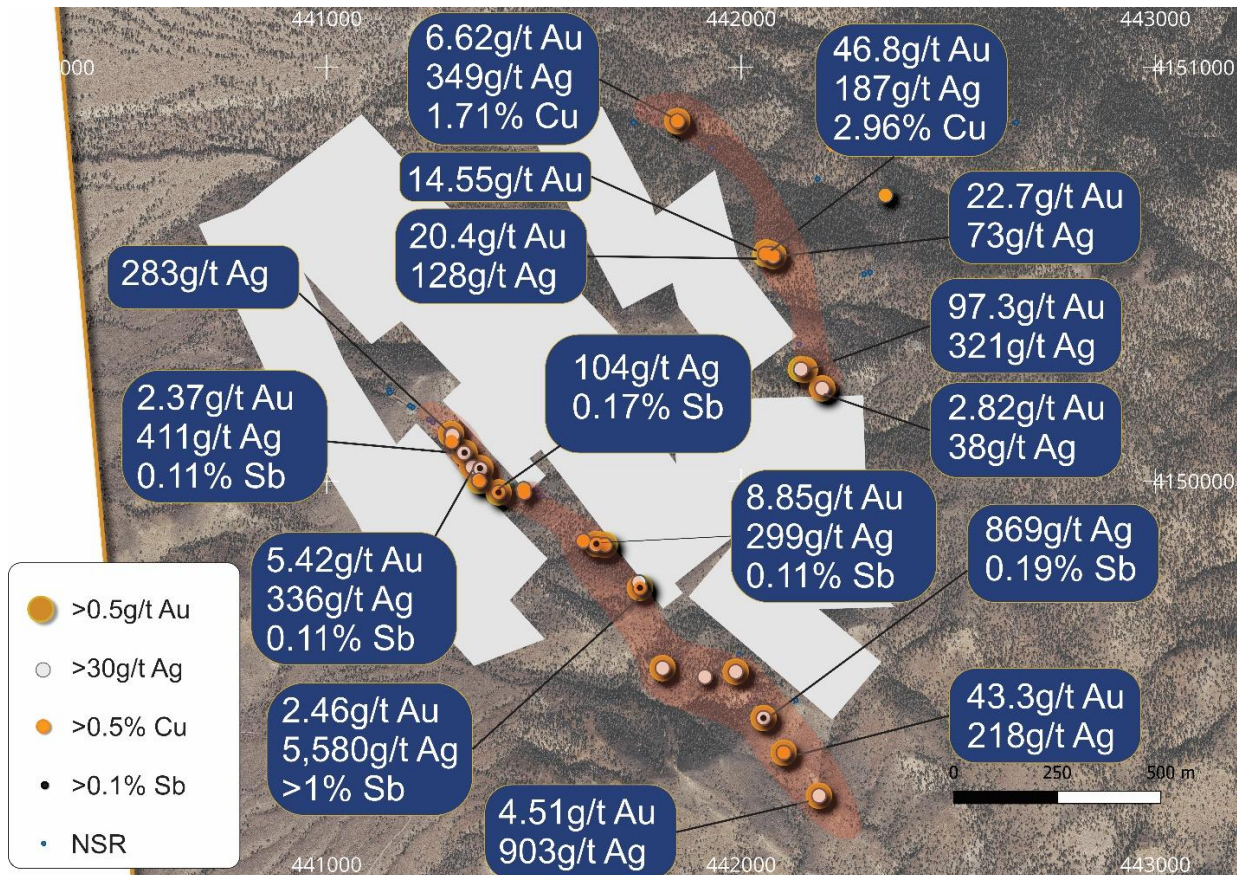 441000
442000
443000
000
4151000
6.62g/t Au
349g/t Ag
1.71% Cu
46.8g/t Au
187g/t Ag
2.96% Cu
14.55g/t Au
22.7g/t Au
73g/t Ag
20.4g/t Au
128g/t Ag
283g/t Ag
97.3g/t Au
321g/t Ag
104g/t Ag
0.17% Sb
2.37g/t Au
411g/t Ag
0.11% Sb
2.82g/t Au
38g/t Ag
4150000
8.85g/t Au
299g/t Ag
0.11% Sb
869g/t Ag
0.19% Sb
5.42g/t Au
336g/t Ag
0.11% Sb
>0.5g/t Au
>30g/t Ag
>0.5% Cu
>0.1% Sb
NSR
2.46g/t Au
5,580g/t Ag
>1% Sb
43.3g/t Au
218g/t Ag
0
250
500 m
4.51g/t Au
903g/t Ag
441000
442000
443000